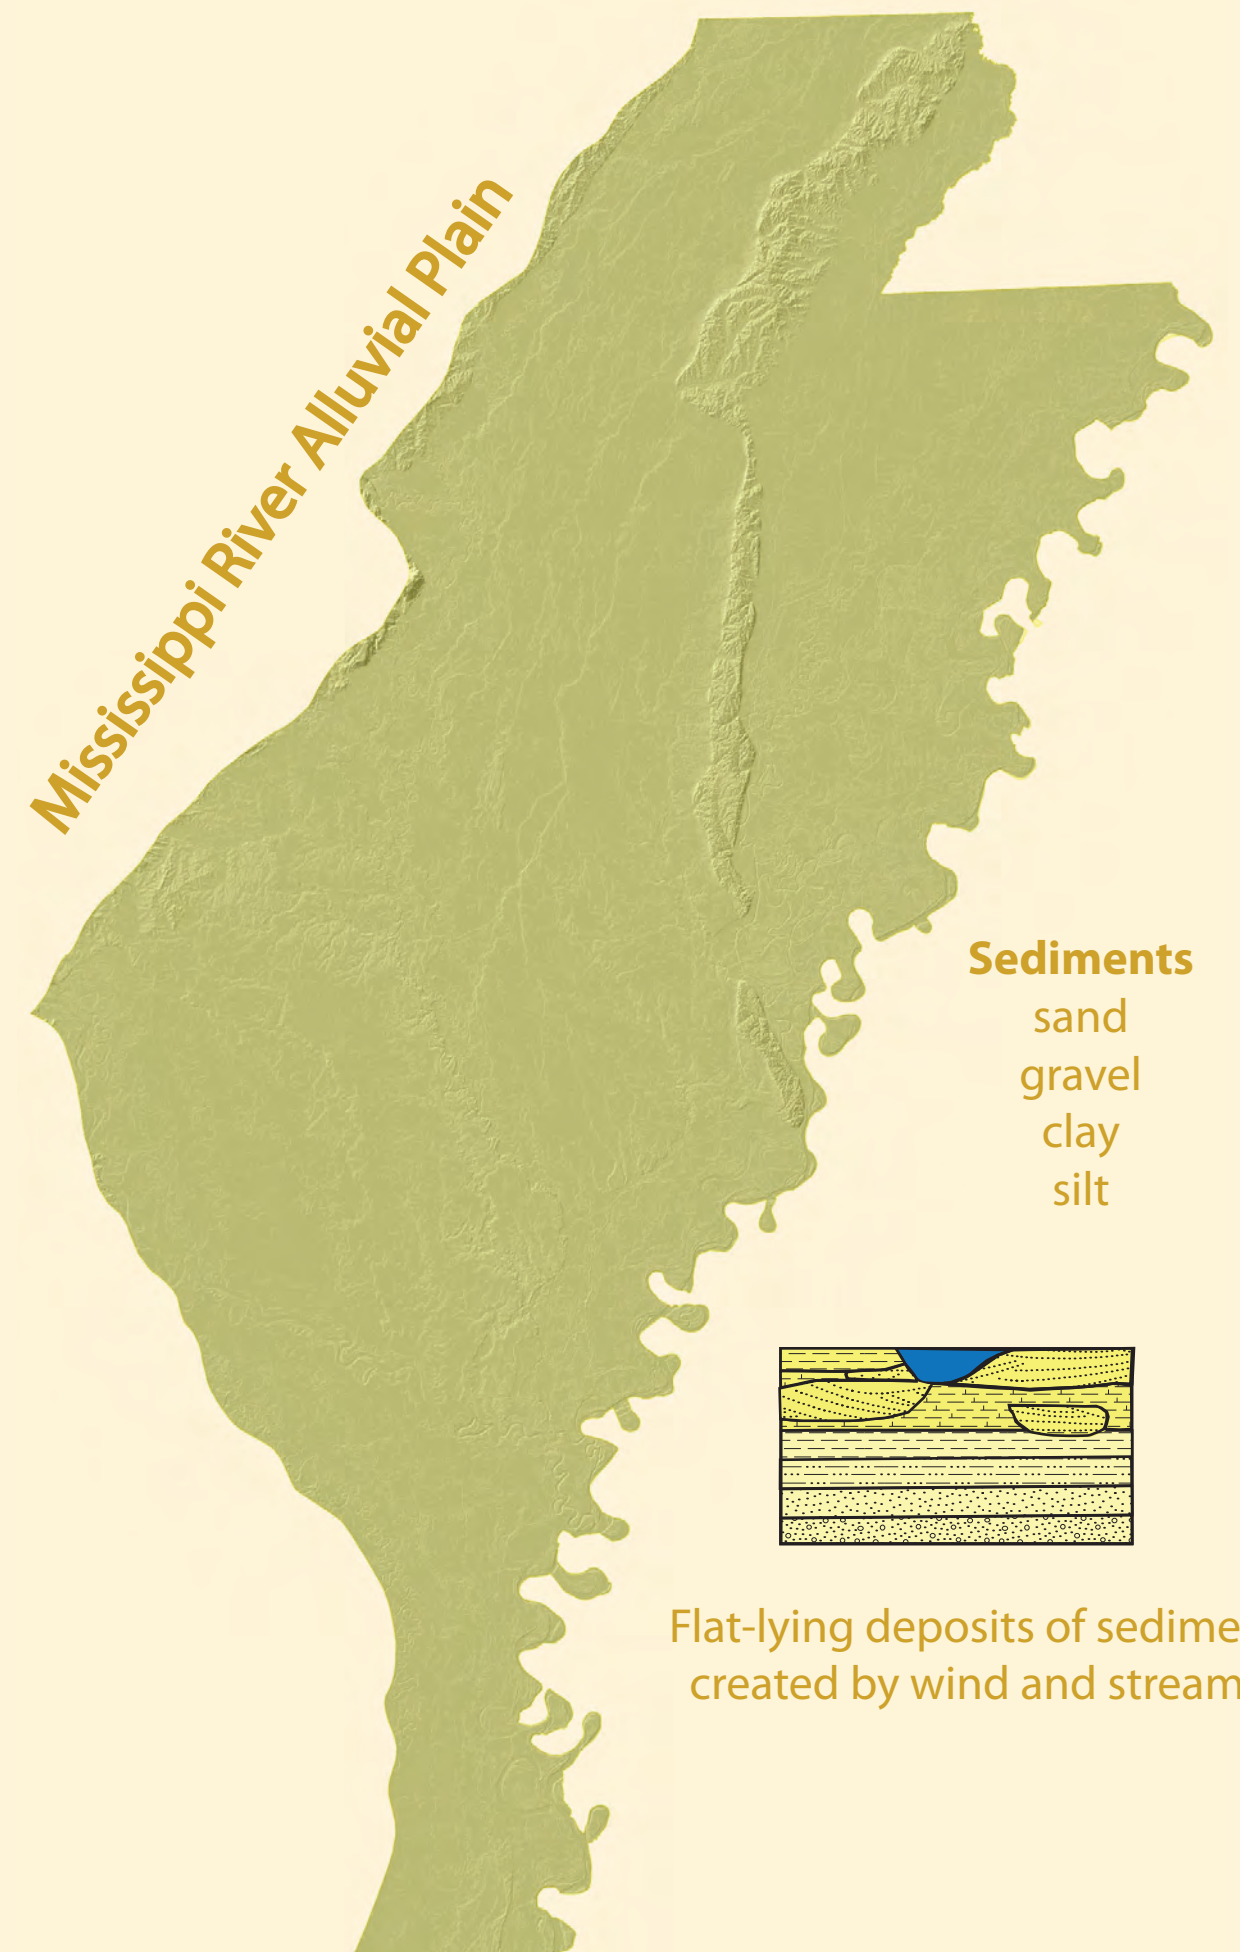 Mississippi River Alluvial Plain
Sediments
sand
gravel
clay
silt
Flat-lying deposits of sedime
created by wind and stream